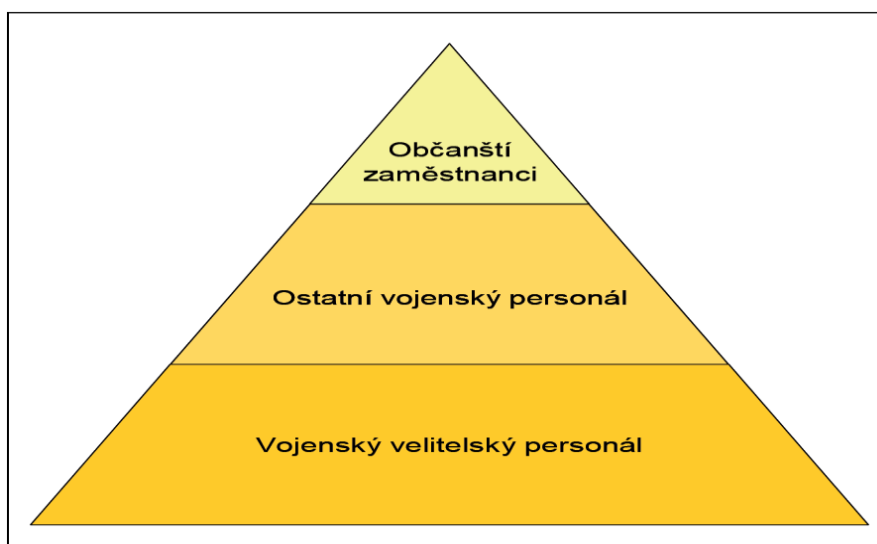 Občanští
zaměstnanci
Ostatní vojenský personál
Vojenský velitelský personál